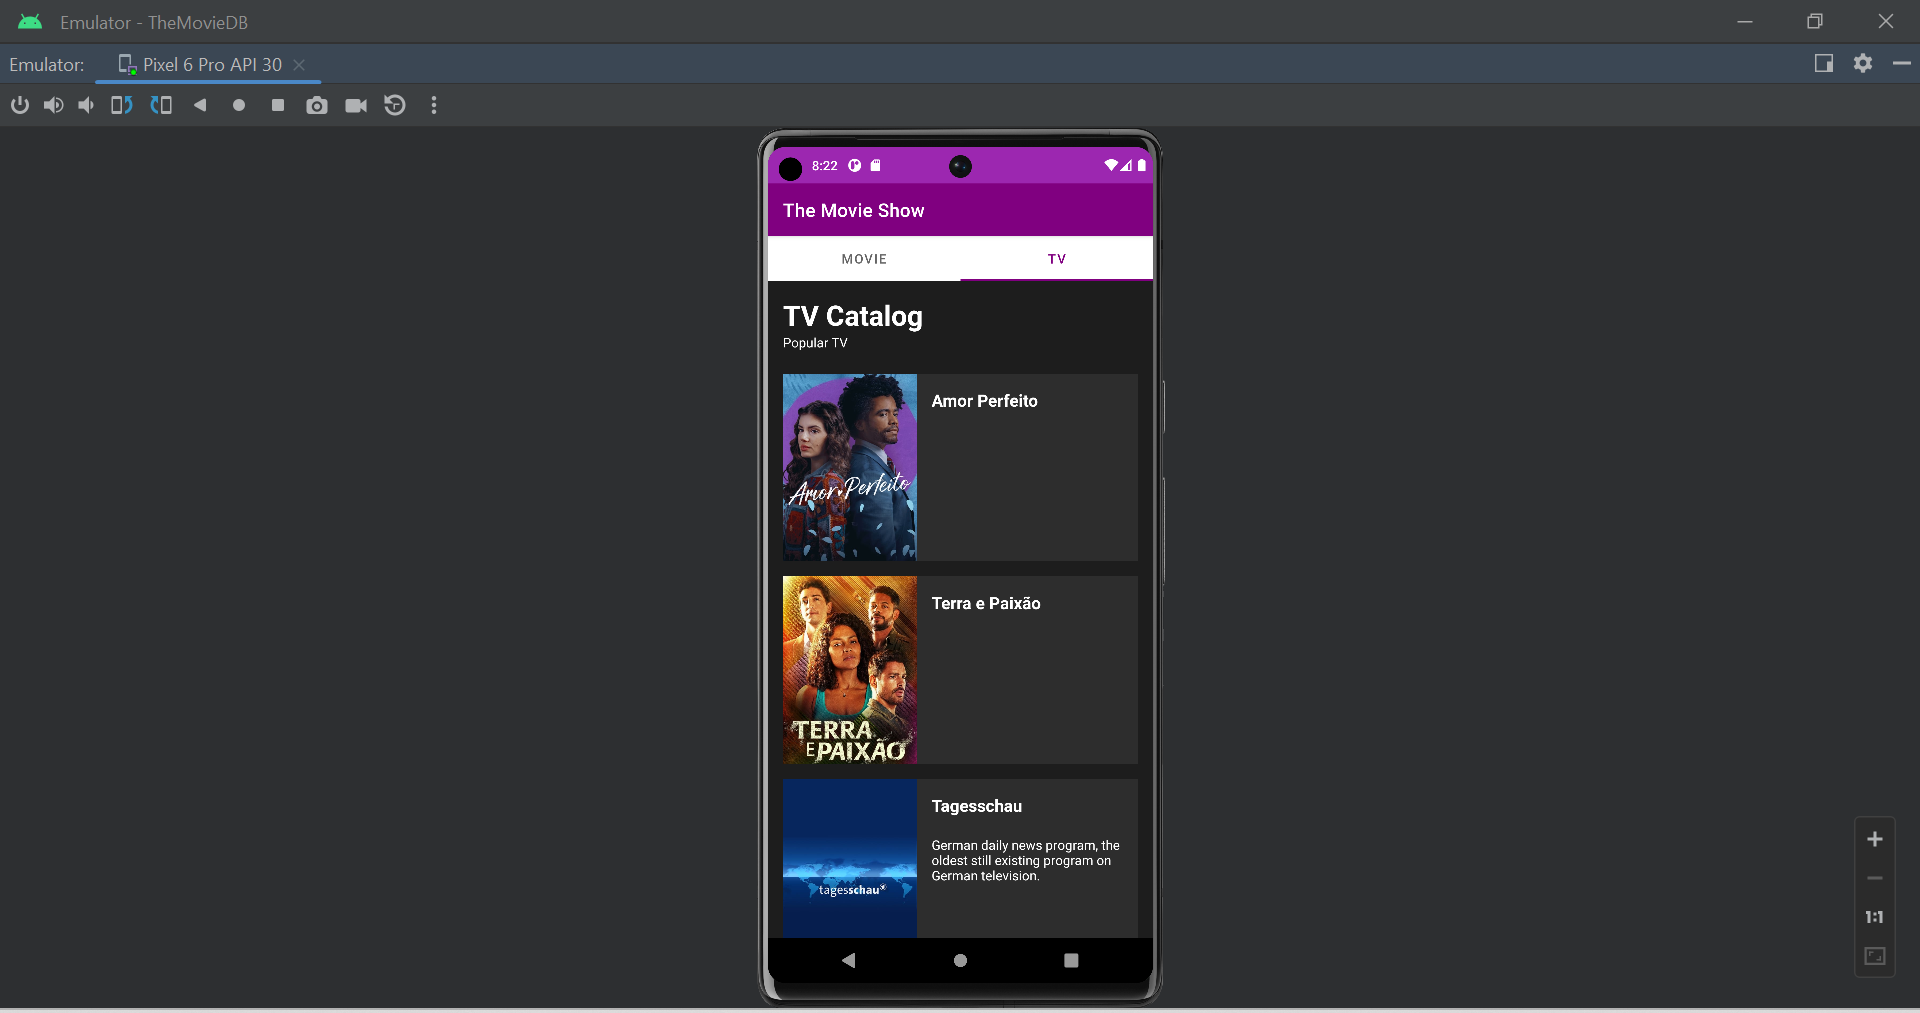 Emulator - TheMovieDB
Emulator:
Pixel 6 Pro API 30
8:22
The Movie Show
MOVIE
TV
TV Catalog
Popular TV
Amor Perfeito
Amor Perfeito
Terra e Paixão
TERRA
E PAIXÃO
Tagesschau
German daily news program, the
oldest still existing program on
German television.
tagesschau
1:1